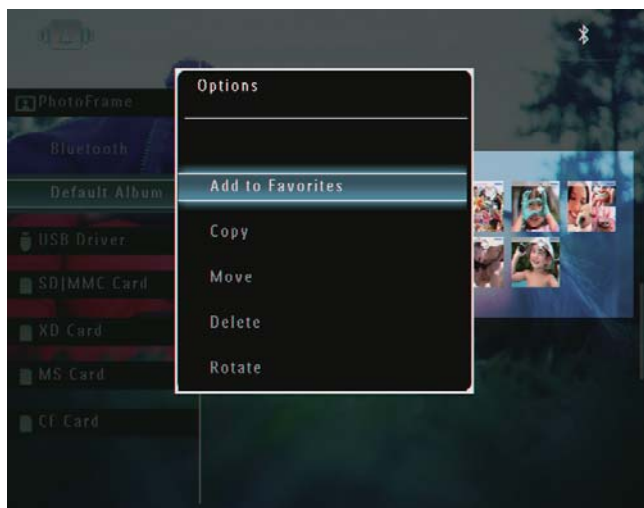 Options
PhotoFrame
Bluetooth
Add to Favorites
Default Album
Copy
USB Driver
Move
SD|MMC Card
Delete
XD Card
Rotate
MS Card
CF Card